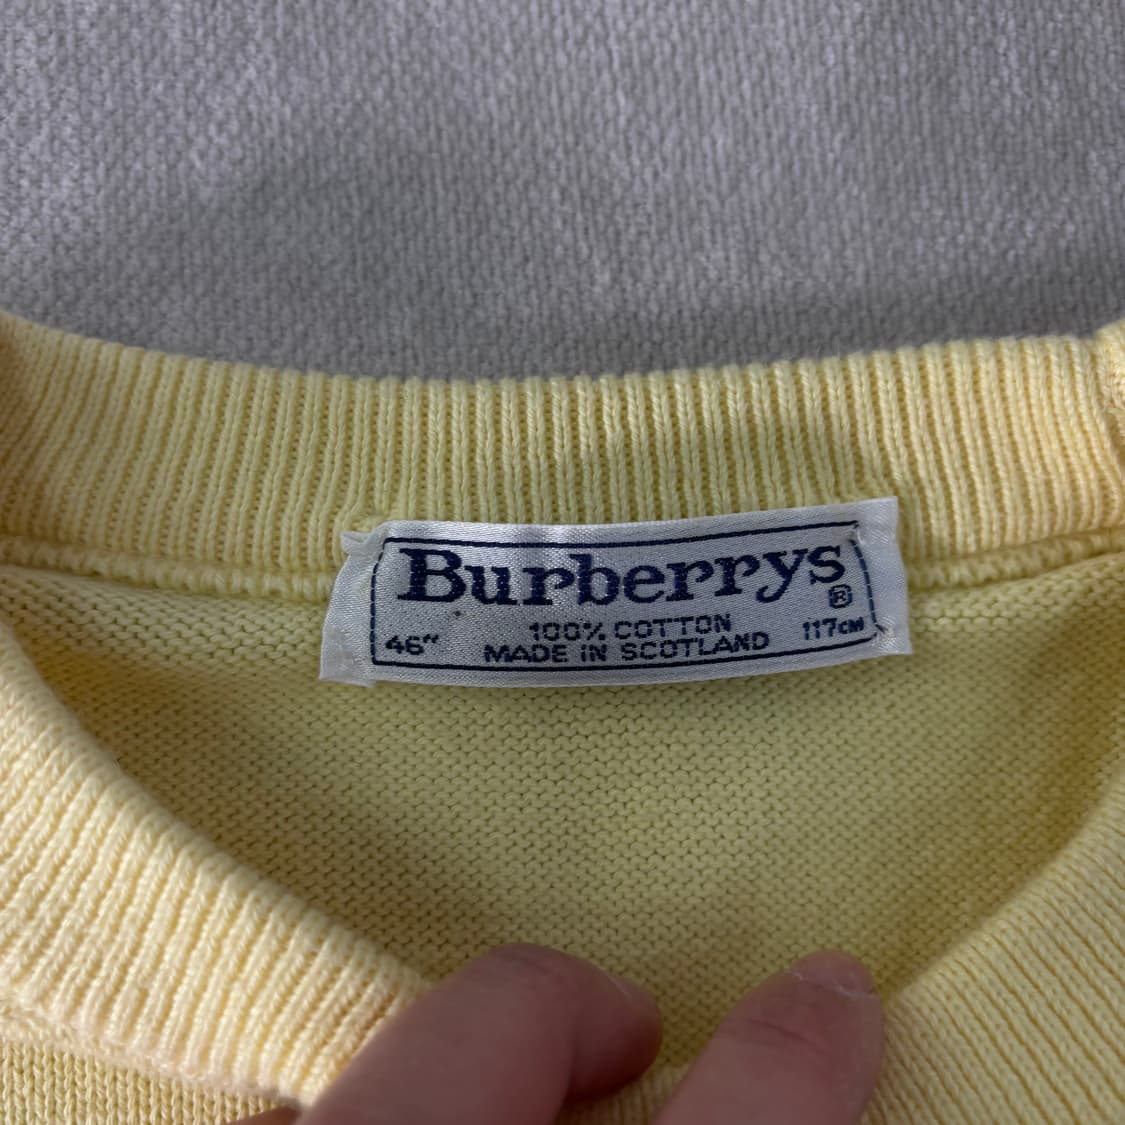 Burberrys
®
100% COTTON
46" MADE IN SCOTLAND 117CM